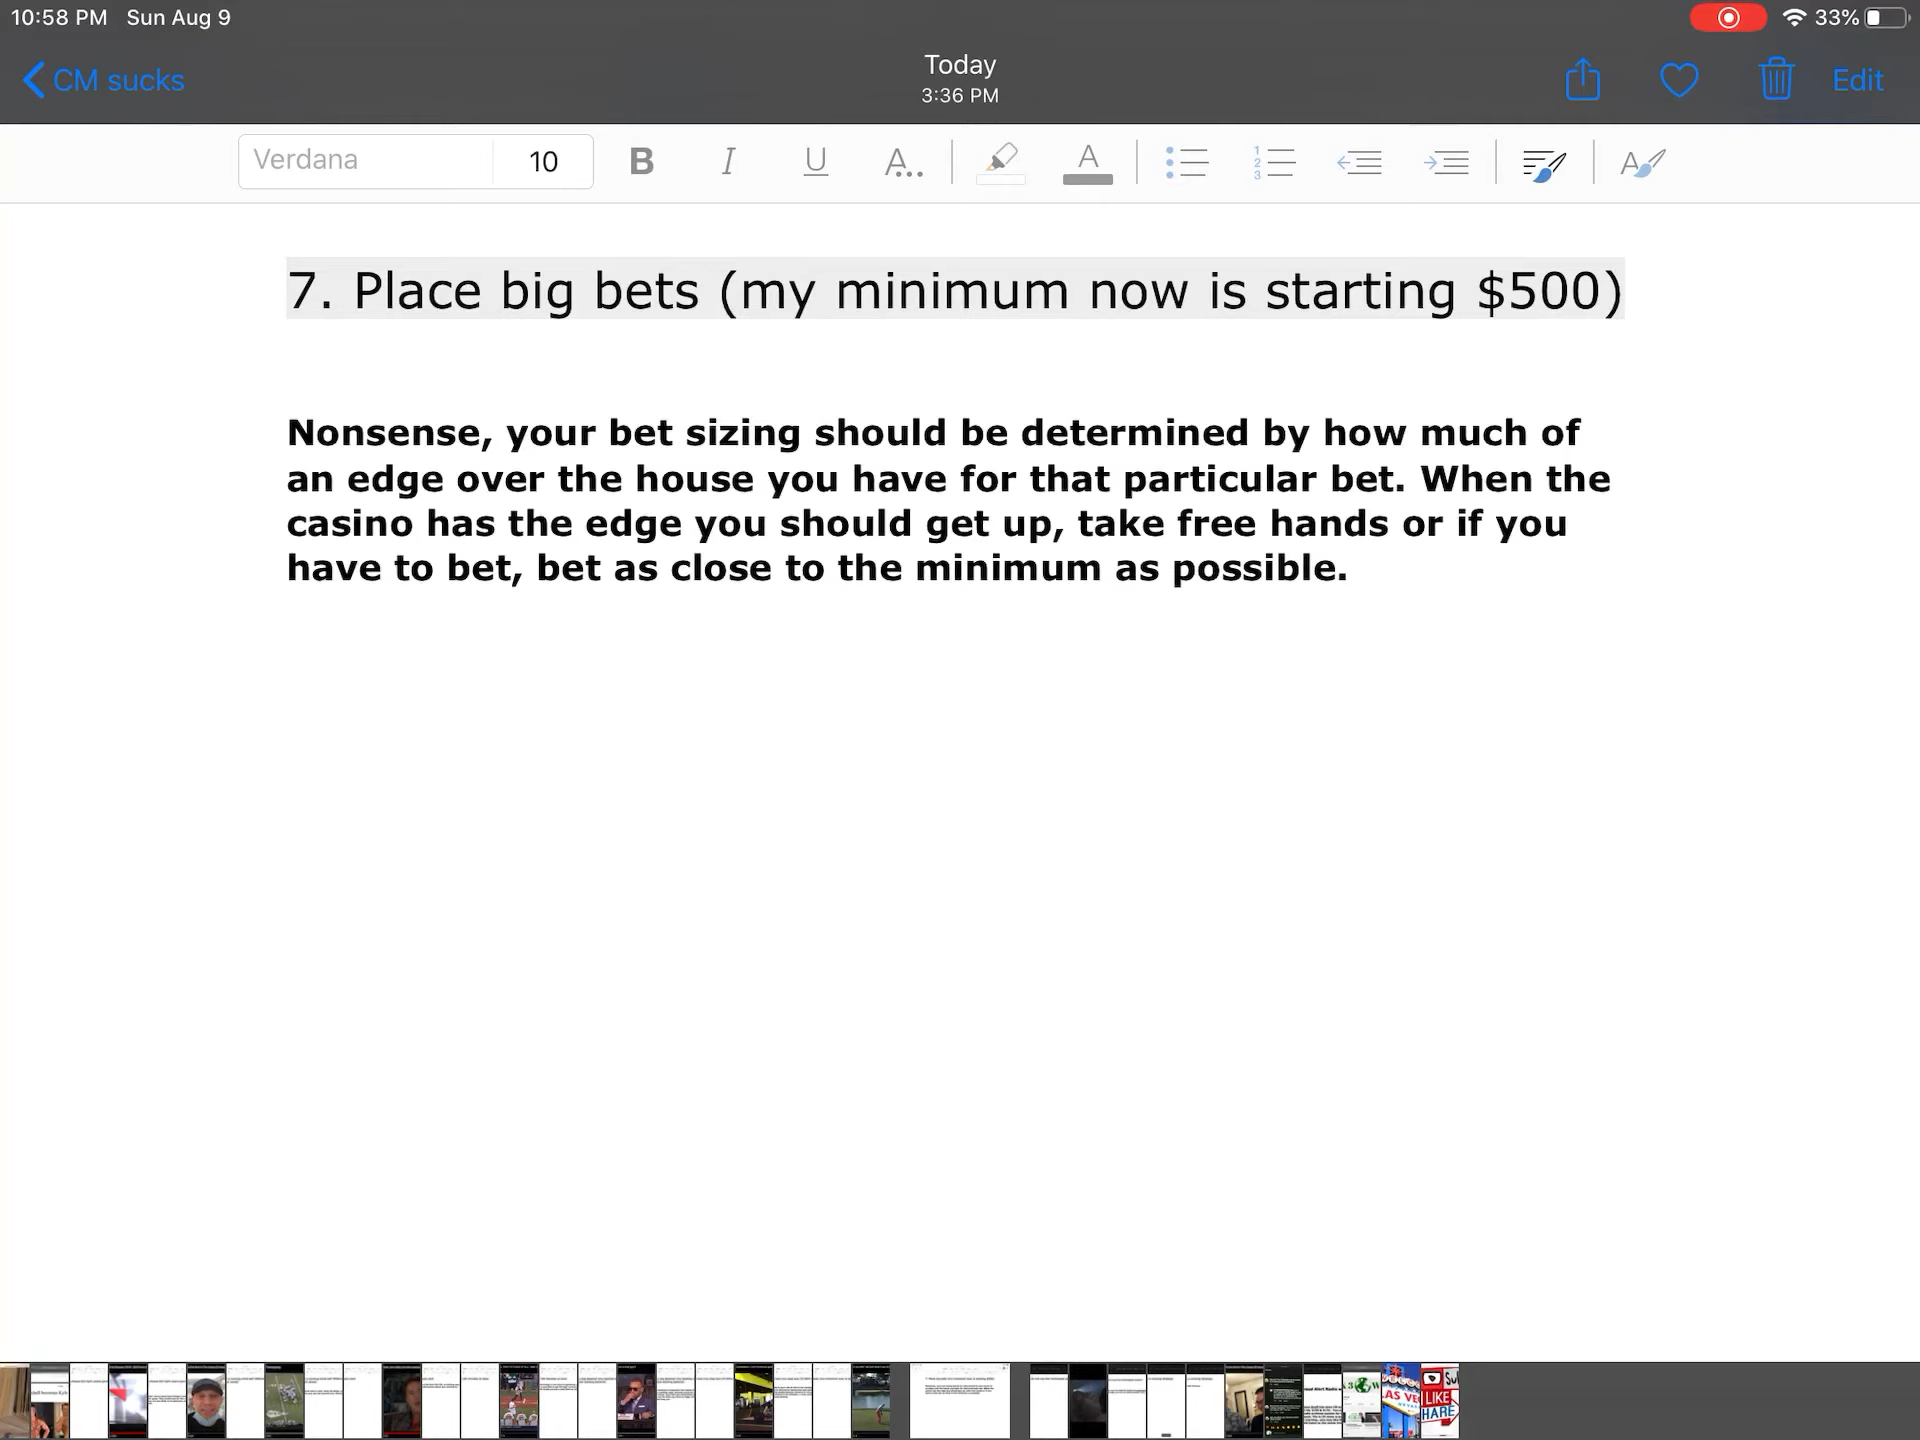 10:58 PM Sun Aug 9
33%
CM sucks
Today
3:36 PM
Edit
Verdana 10 B I U A... A A
7. Place big bets (my minimum now is starting $500)
Nonsense, your bet sizing should be determined by how much of
an edge over the house you have for that particular bet. When the
casino has the edge you should get up, take free hands or if you
have to bet, bet as close to the minimum as possible.
LIKE